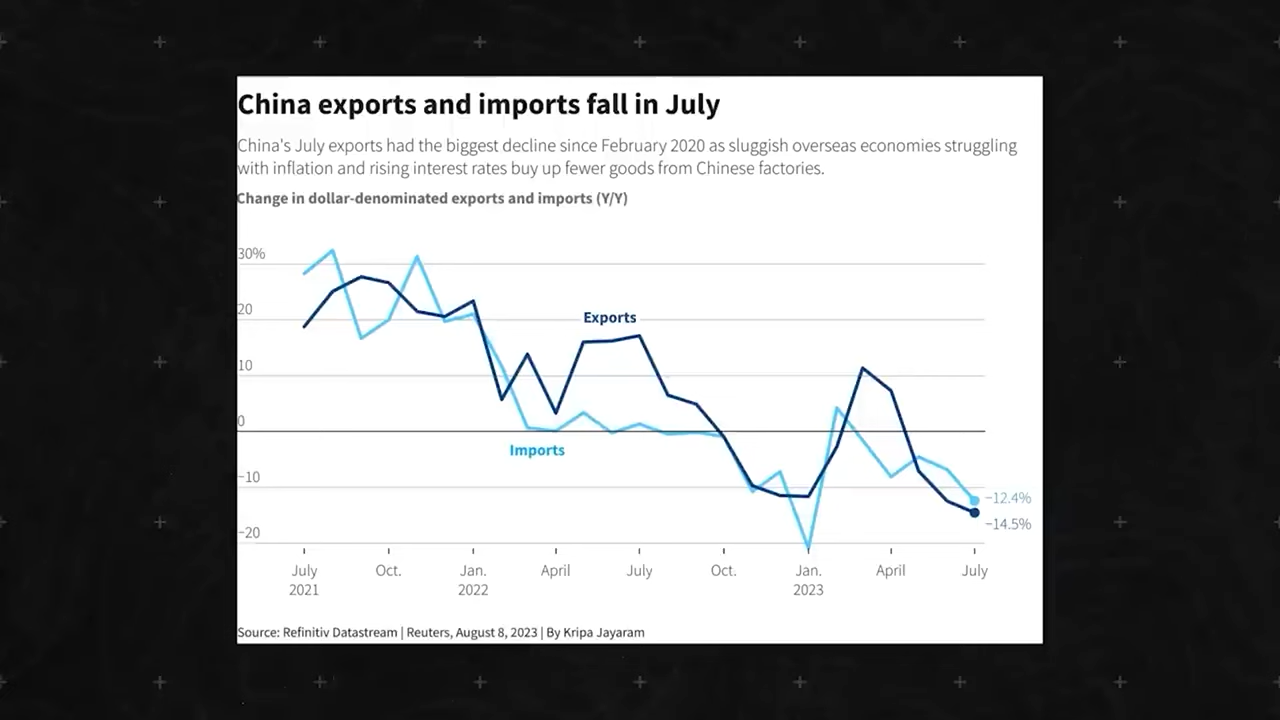 China exports and imports fall in July
China's July exports had the biggest decline since February 2020 as sluggish overseas economies struggling
with inflation and rising interest rates buy up fewer goods from Chinese factories.
Change in dollar-denominated exports and imports (Y/Y)
30%
20
10
0
−10
−20
Exports
Imports
−12.4%
−14.5%
July Oct. Jan. April July Oct. Jan. April July
2021 2022 2023
Source: Refinitiv Datastream | Reuters, August 8, 2023 | By Kripa Jayaram